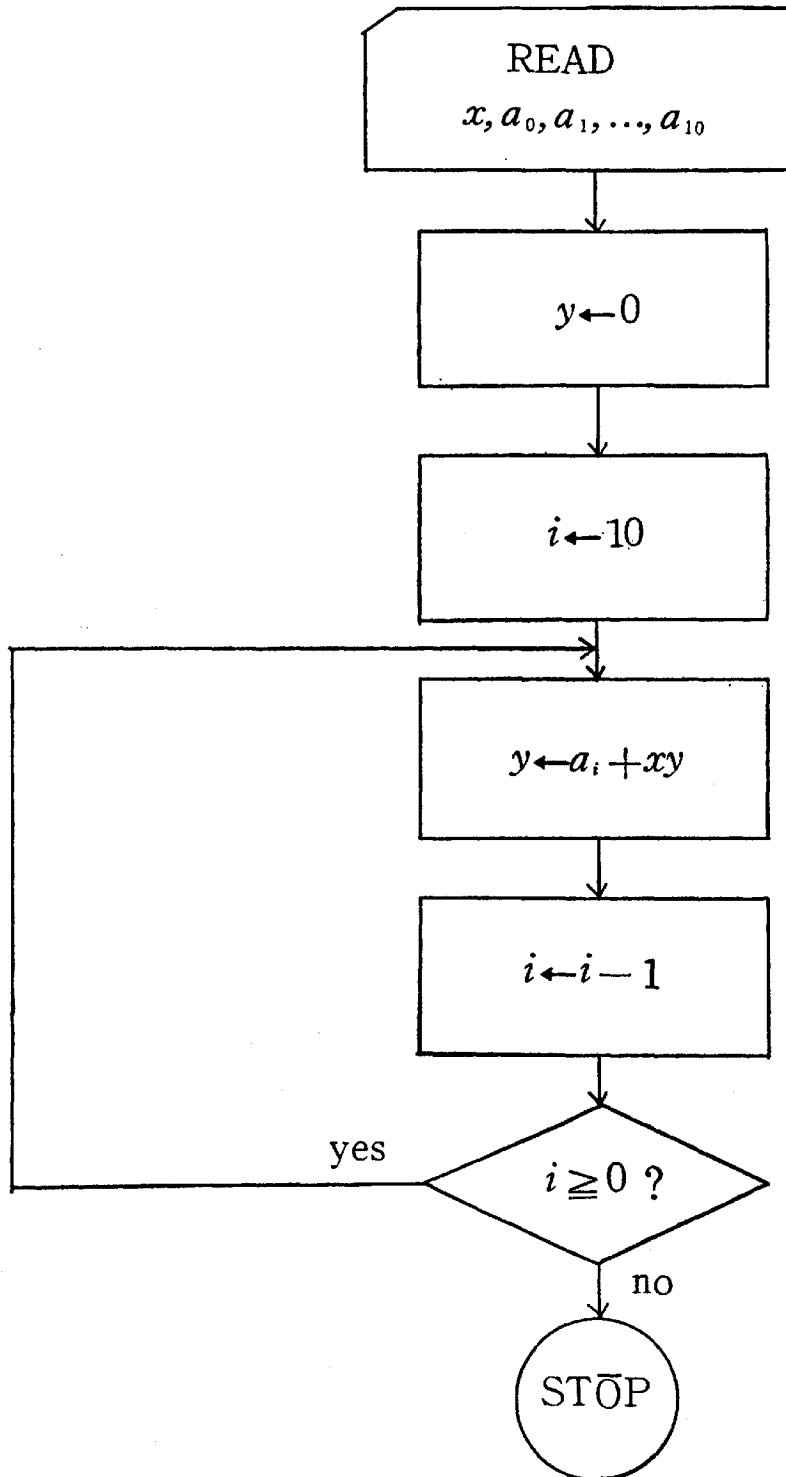 READ
x, a₀, a₁, ..., a₁₀
y←0
i←10
y←aᵢ+xy
i←i−1
yes
i≧0 ?
no
STŌP